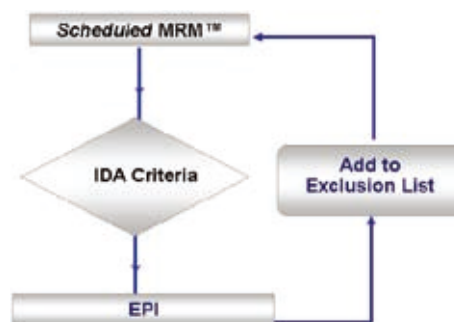 Scheduled MRM™
IDA Criteria
Add to
Exclusion List
EPI